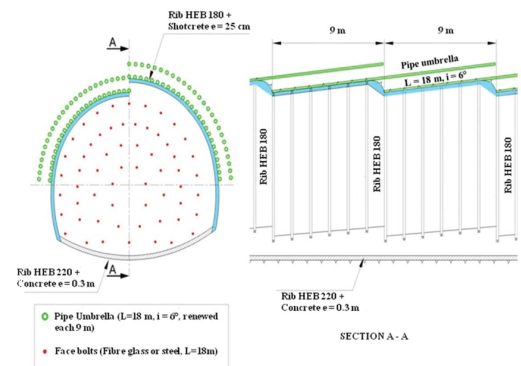 A
Rib HEB 180 +
Shotcrete e = 25 cm
Rib HEB 220 +
Concrete e = 0.3 m
A
Pipe Umbrella (L=18 m, i = 6°, renewed
each 9 m)
Face bolts (Fibre glass or steel, L=18m)
9 m
9 m
Pipe umbrella
L = 18 m, i = 6°
Rib HEB 180
Rib HEB 180
Rib HEB 180
Rib HEB 220 +
Concrete e = 0.3 m
SECTION A - A